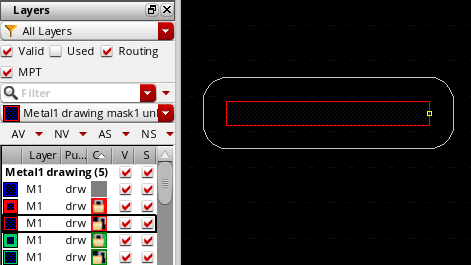 Layers
All Layers
Valid Used Routing
MPT
Filter
Metal1 drawing mask1 unl
AV NV AS NS
Layer Pu... C V S
Metal1 drawing (5)
M1 drw
M1 drw
M1 drw
M1 drw
M1 drw